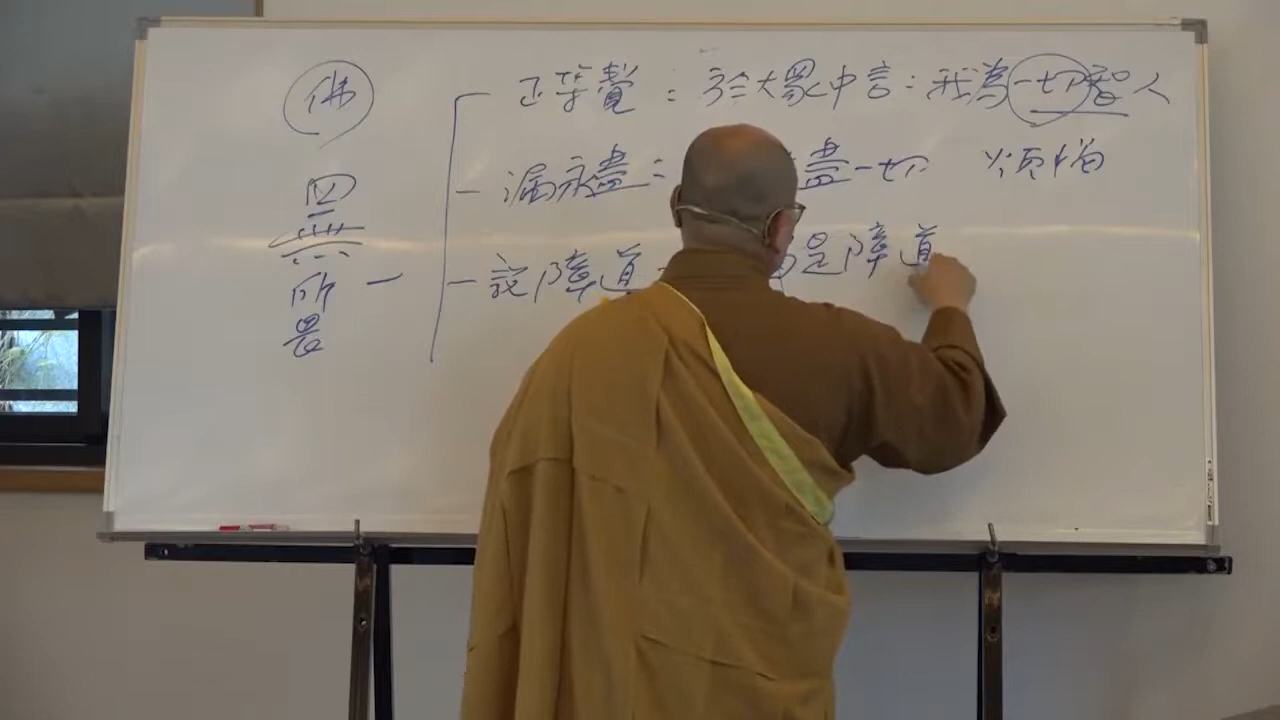 佛
四無所畏
正等覺：於大眾中言：我為一切智人
漏永盡：盡一切 煩惱
說障道 是障道